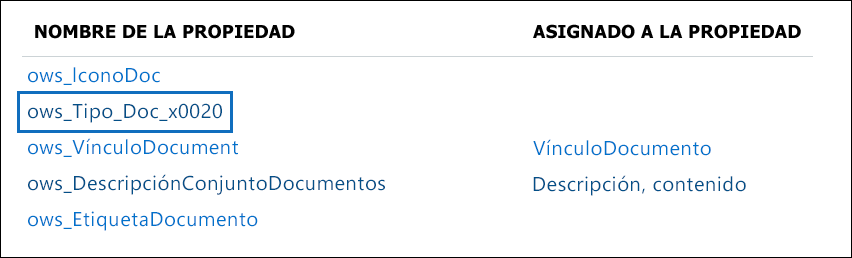 NOMBRE DE LA PROPIEDAD ASIGNADO A LA PROPIEDAD
ows_IconoDoc
ows_Tipo_Doc_x0020
ows_VínculoDocument VínculoDocumento
ows_DescripciónConjuntoDocumentos Descripción, contenido
ows_EtiquetaDocumento